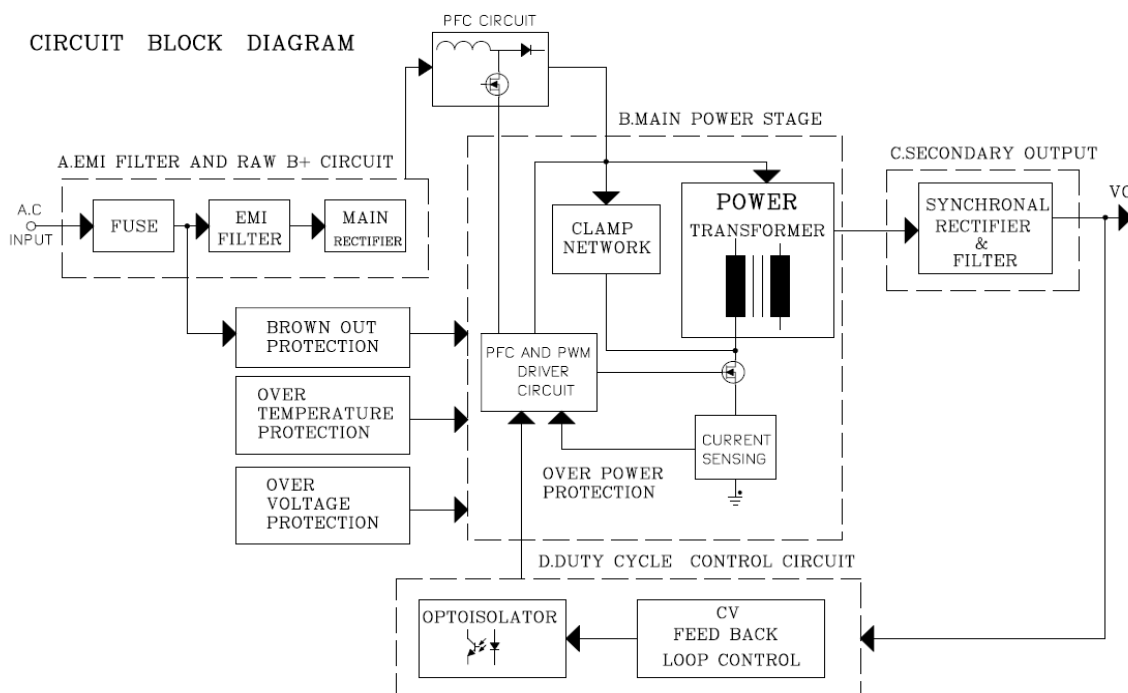 PFC CIRCUIT
CIRCUIT BLOCK DIAGRAM
B.MAIN POWER STAGE
A.EMI FILTER AND RAW B+ CIRCUIT
C.SECONDARY OUTPUT
A.C
INPUT
FUSE
EMI
FILTER
MAIN
RECTIFIER
CLAMP
NETWORK
POWER
TRANSFORMER
SYNCHRONAL
RECTIFIER
&
FILTER
BROWN OUT
PROTECTION
PFC AND PWM
DRIVER
CIRCUIT
OVER
TEMPERATURE
PROTECTION
CURRENT
SENSING
OVER POWER
PROTECTION
OVER
VOLTAGE
PROTECTION
D.DUTY CYCLE CONTROL CIRCUIT
OPTOISOLATOR
CV
FEED BACK
LOOP CONTROL